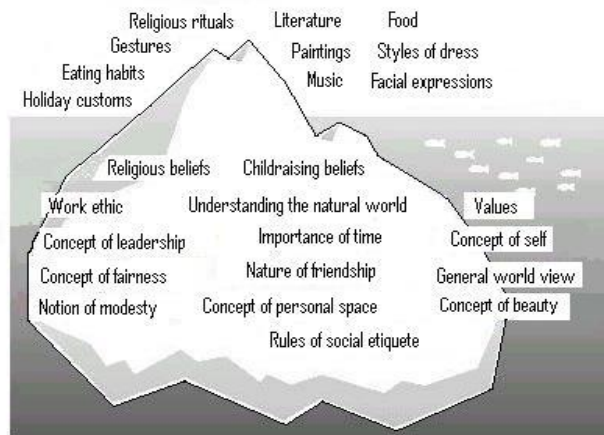 Religious rituals Literature Food
Gestures Paintings Styles of dress
Eating habits Music Facial expressions
Holiday customs
Religious beliefs Childraising beliefs
Work ethic Understanding the natural world Values
Concept of leadership Importance of time Concept of self
Concept of fairness Nature of friendship General world view
Notion of modesty Concept of personal space Concept of beauty
Rules of social etiquete